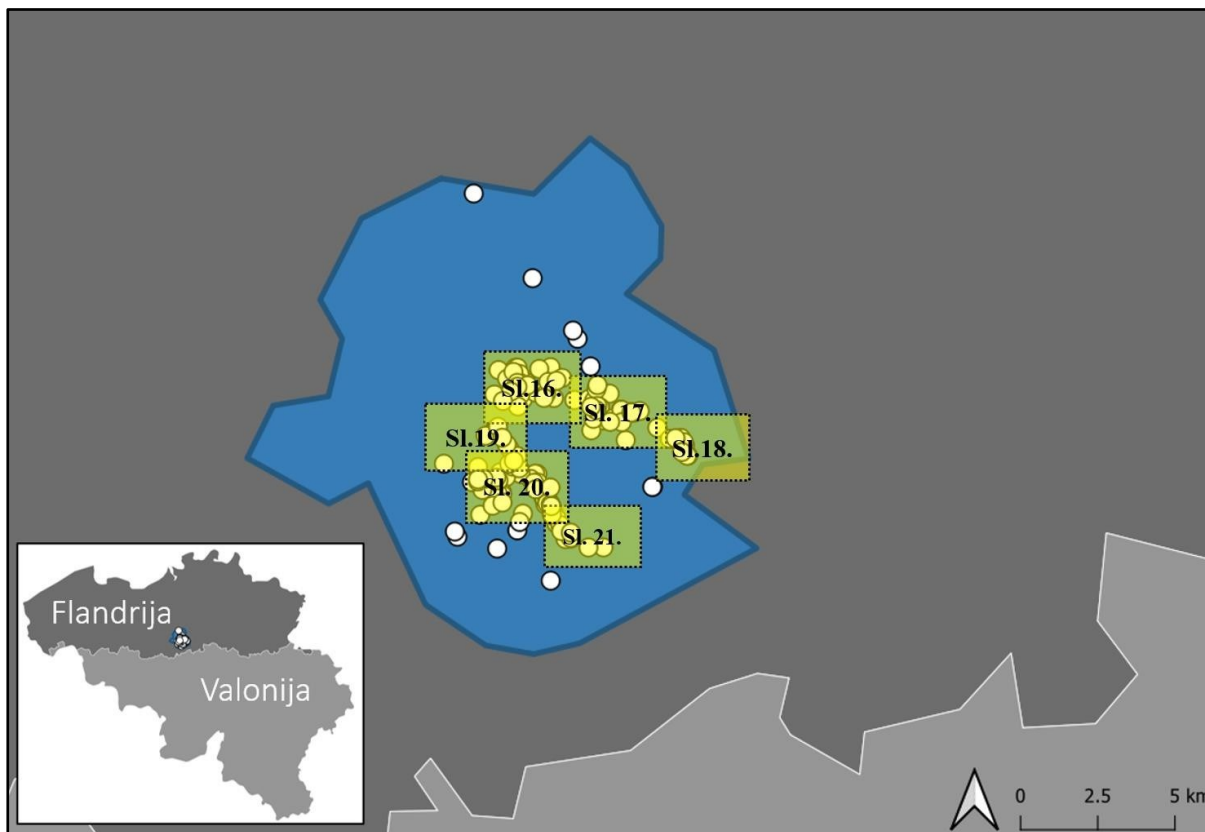 Sl.16.
Sl. 17.
Sl.19.
Sl.18.
Sl. 20.
Sl. 21.
Flandrija
Valonija
0 2.5 5 km